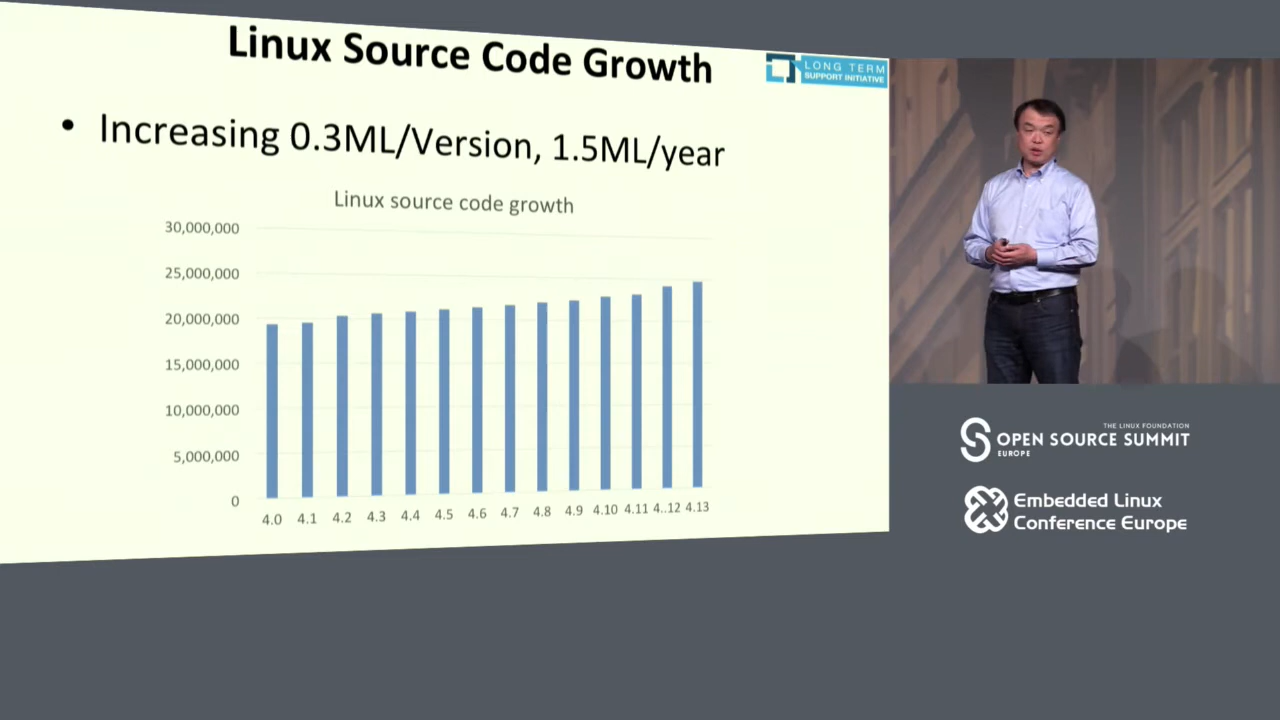 Linux Source Code Growth
LONG TERM
SUPPORT INITIATIVE
• Increasing 0.3ML/Version, 1.5ML/year
Linux source code growth
30,000,000
25,000,000
20,000,000
15,000,000
10,000,000
5,000,000
0
4.0 4.1 4.2 4.3 4.4 4.5 4.6 4.7 4.8 4.9 4.10 4.11 4..12 4.13
THE LINUX FOUNDATION
OPEN SOURCE SUMMIT
EUROPE
Embedded Linux
Conference Europe